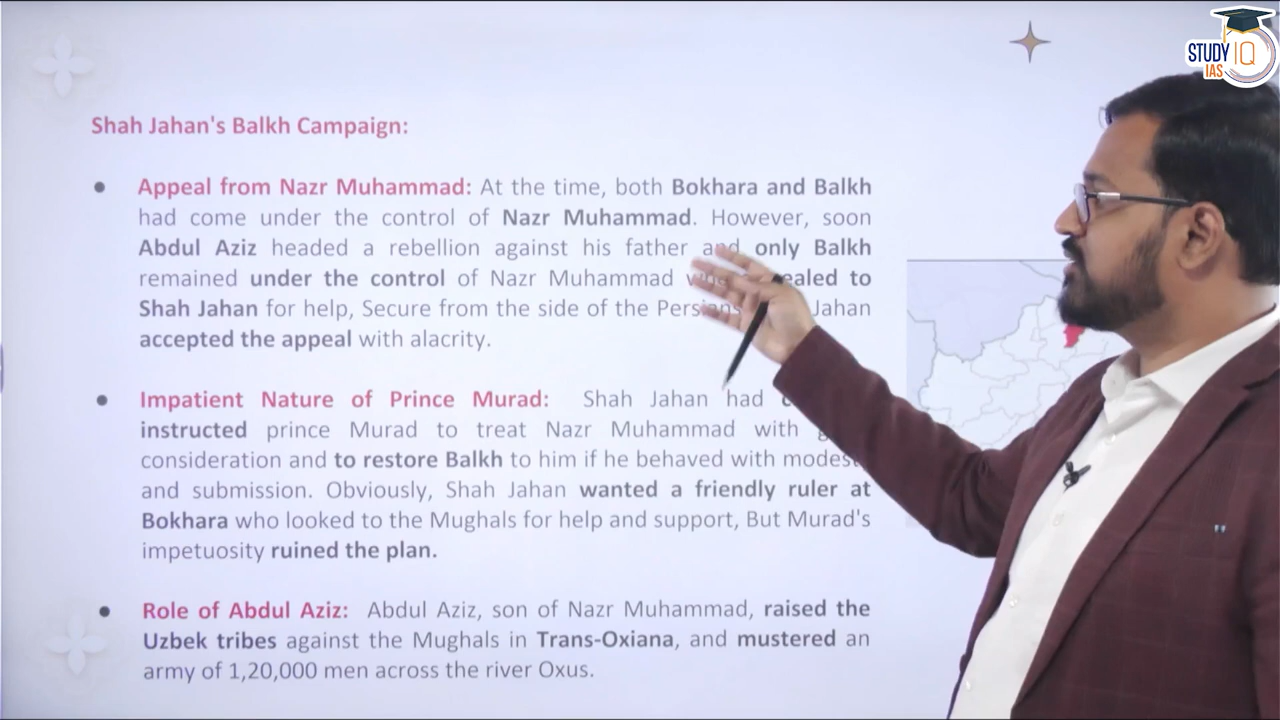 STUDY IQ
IAS
Shah Jahan's Balkh Campaign:
● Appeal from Nazr Muhammad: At the time, both Bokhara and Balkh
had come under the control of Nazr Muhammad. However, soon
Abdul Aziz headed a rebellion against his father and only Balkh
remained under the control of Nazr Muhammad
Shah Jahan for help, Secure from the side of the Persians Jahan
accepted the appeal with alacrity.
● Impatient Nature of Prince Murad: Shah Jahan had
instructed prince Murad to treat Nazr Muhammad with
consideration and to restore Balkh to him if he behaved with
and submission. Obviously, Shah Jahan wanted a friendly ruler at
Bokhara who looked to the Mughals for help and support, But Murad's
impetuosity ruined the plan.
● Role of Abdul Aziz: Abdul Aziz, son of Nazr Muhammad, raised the
Uzbek tribes against the Mughals in Trans-Oxiana, and mustered an
army of 1,20,000 men across the river Oxus.